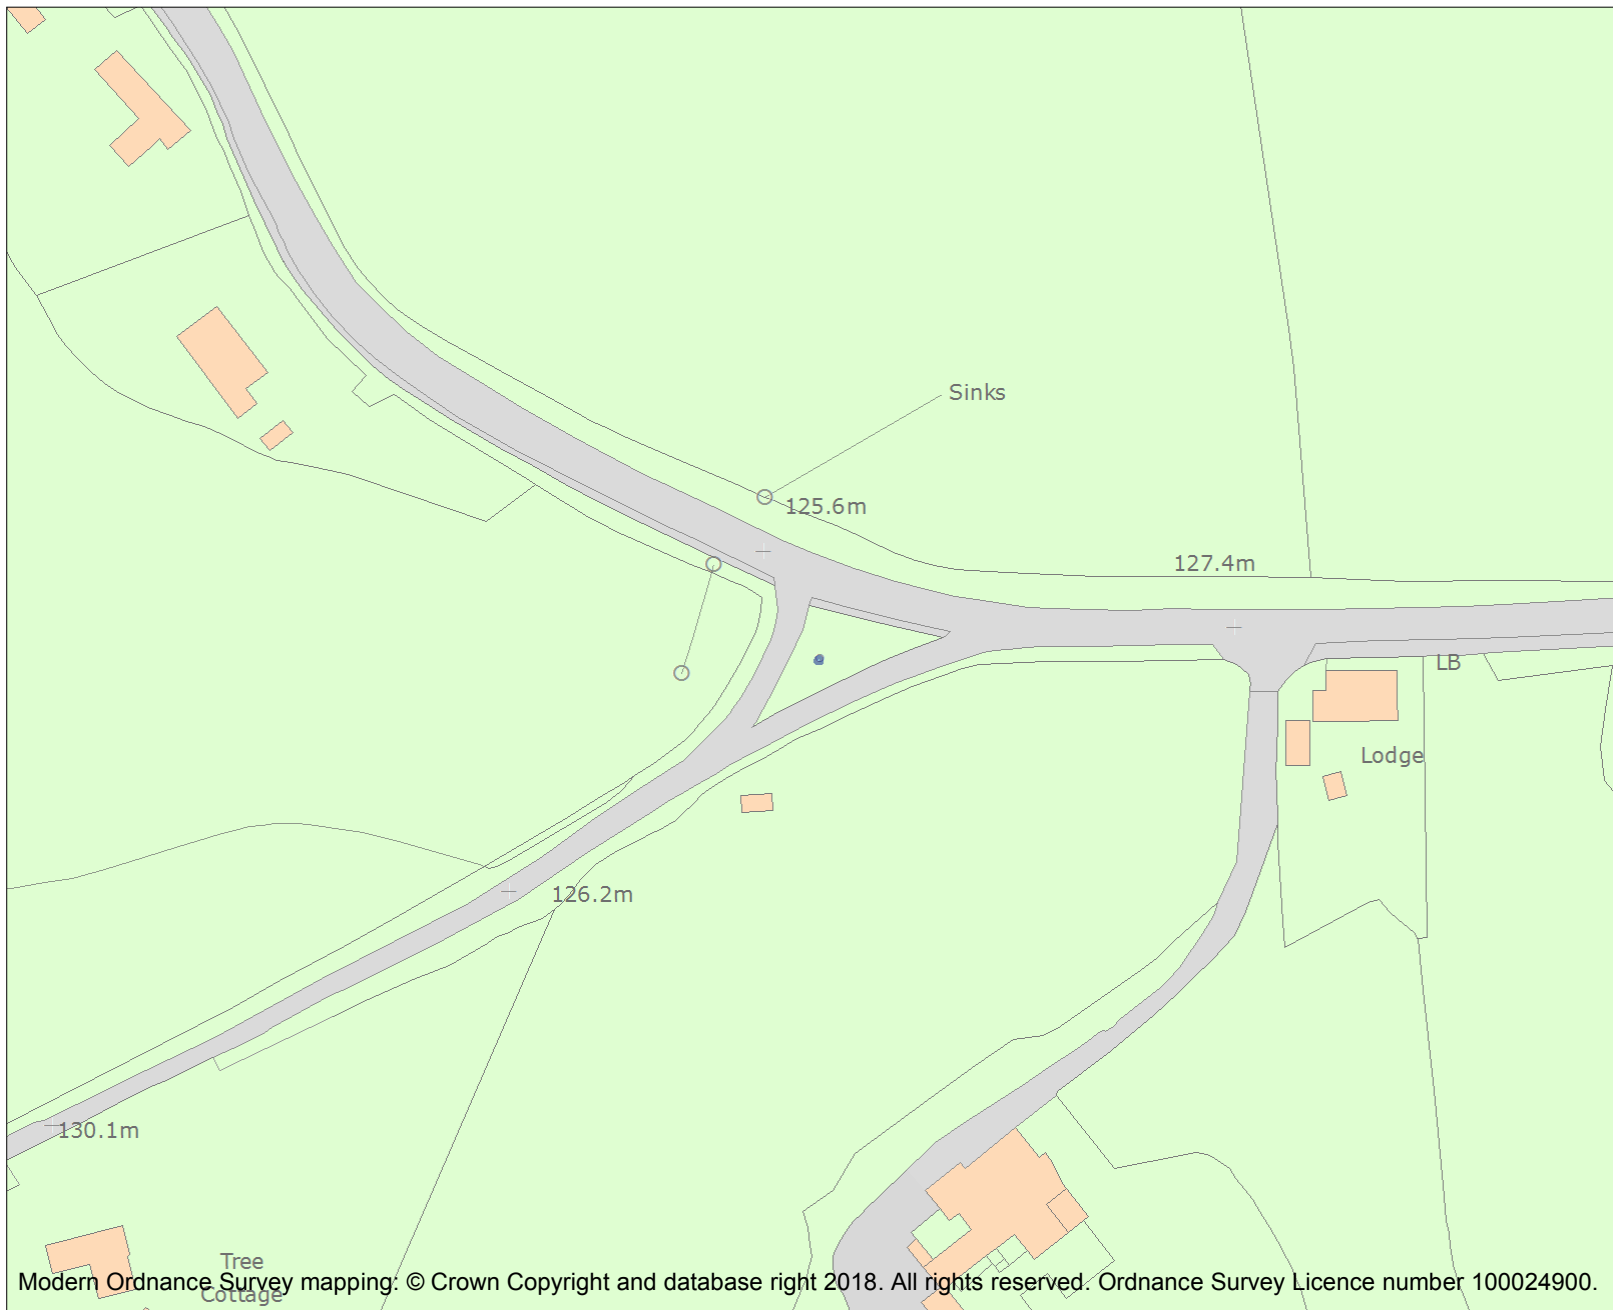 Sinks
125.6m
127.4m
LB
Lodge
126.2m
130.1m
Tree
Cottage
Modern Ordnance Survey mapping: © Crown Copyright and database right 2018. All rights reserved. Ordnance Survey Licence number 100024900.